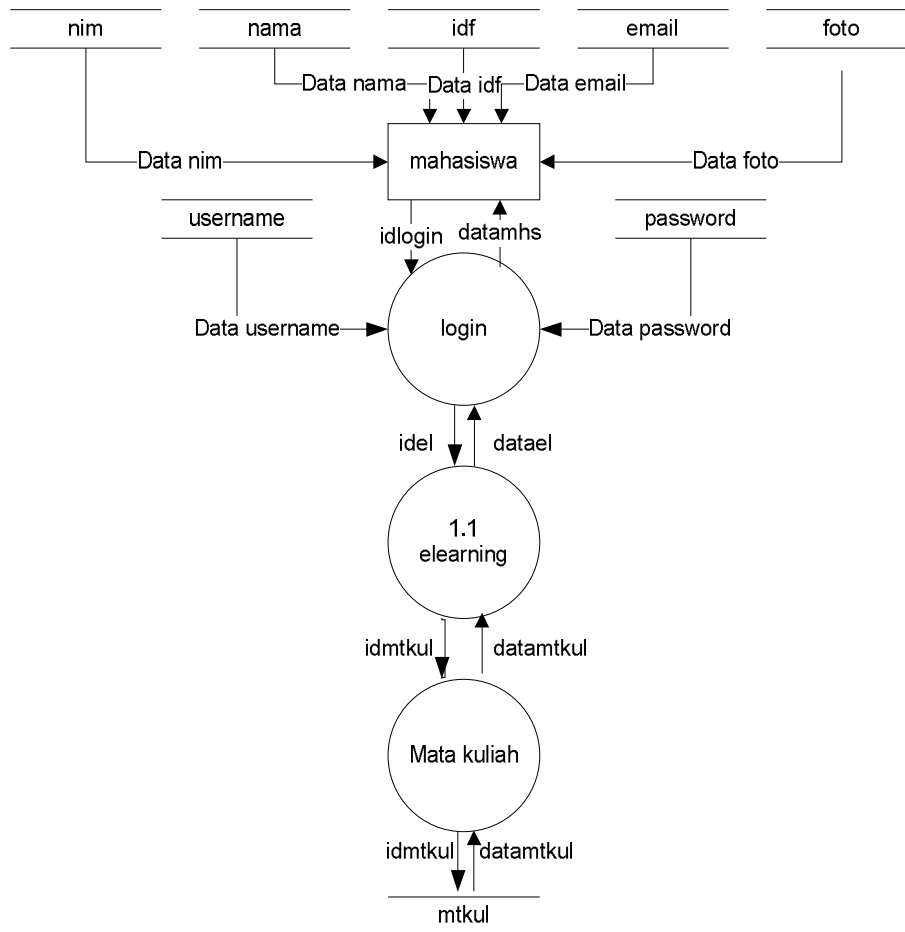 nim
nama
idf
email
foto
Data nama
Data idf
Data email
Data nim
mahasiswa
Data foto
username
idlogin
datamhs
password
Data username
login
Data password
idel
datael
1.1
elearning
idmtkul
datamtkul
Mata kuliah
idmtkul
datamtkul
mtkul